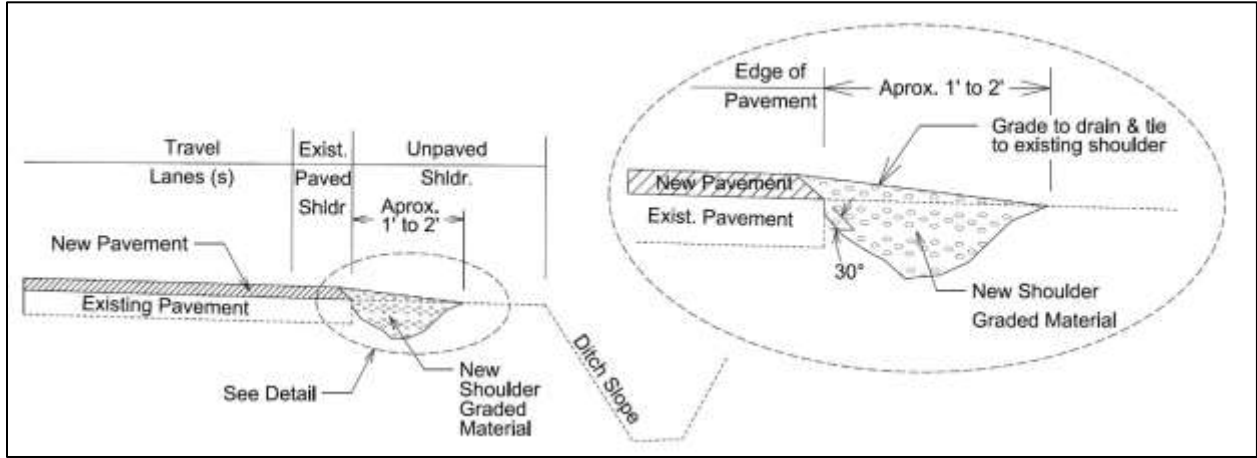 Travel
Lanes (s)
Exist.
Paved
Shldr
Unpaved
Shldr.
Aprox.
1' to 2'
New Pavement
Existing Pavement
See Detail
New
Shoulder
Graded
Material
Ditch Slope
Edge of
Pavement
Aprox. 1' to 2'
Grade to drain & tie
to existing shoulder
New Pavement
Exist. Pavement
30°
New Shoulder
Graded Material